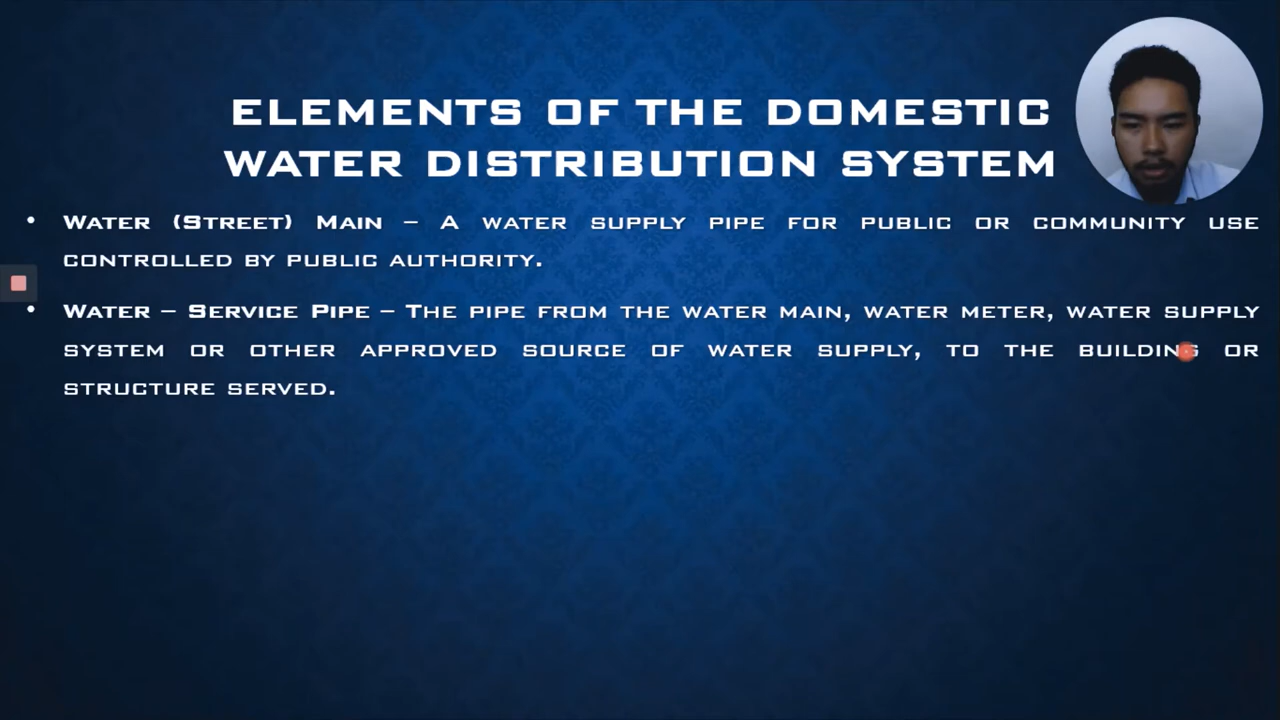 ELEMENTS OF THE DOMESTIC
WATER DISTRIBUTION SYSTEM
• WATER (STREET) MAIN – A WATER SUPPLY PIPE FOR PUBLIC OR COMMUNITY USE
CONTROLLED BY PUBLIC AUTHORITY.
• WATER – SERVICE PIPE – THE PIPE FROM THE WATER MAIN, WATER METER, WATER SUPPLY
SYSTEM OR OTHER APPROVED SOURCE OF WATER SUPPLY, TO THE BUILDING OR
STRUCTURE SERVED.